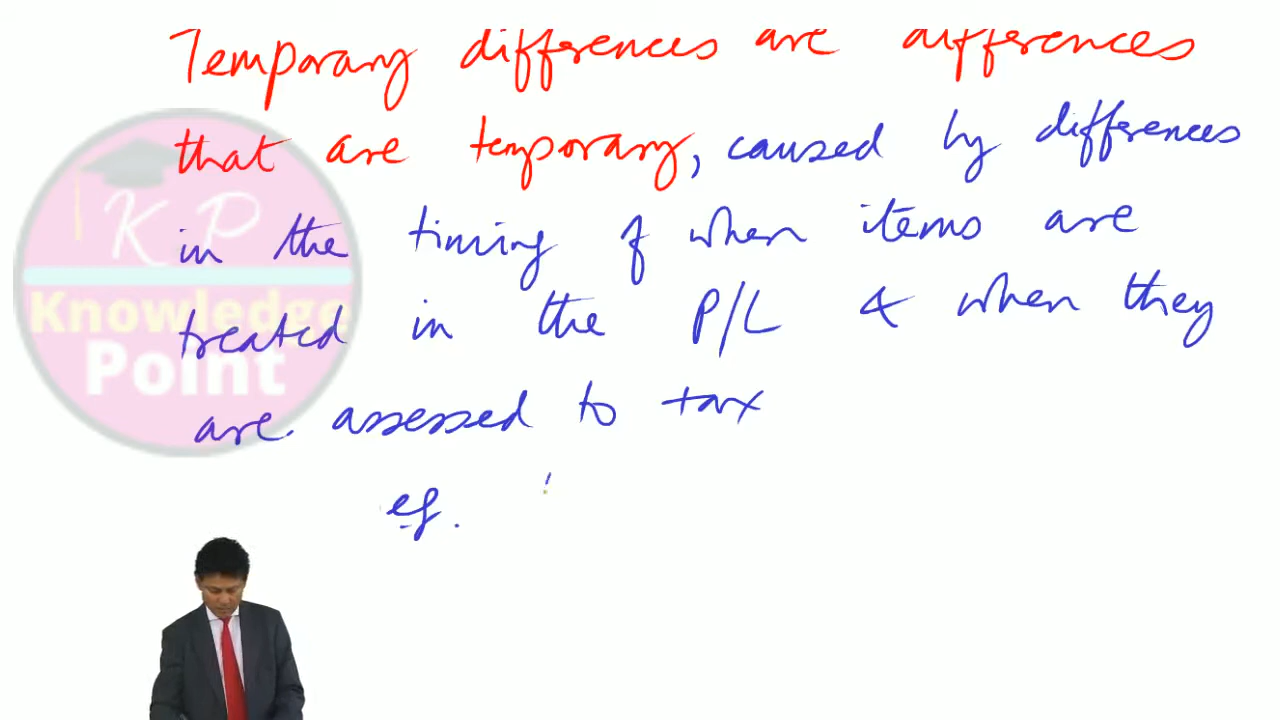 Temporary differences are differences
that are temporary, caused by differences
in the timing of when items are
treated in the P/L & when they
are assessed to tax
eg.
K P
Knowledge
Point